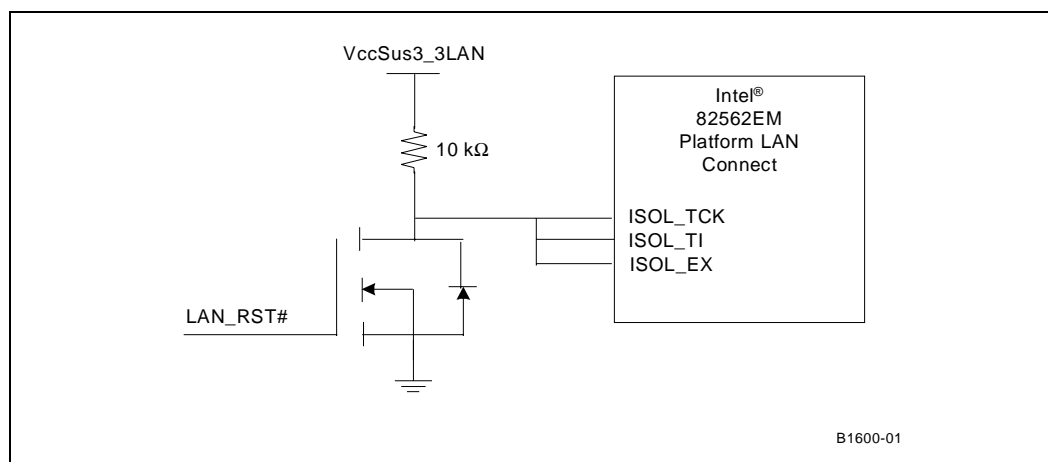 VccSus3_3LAN
10 kΩ
Intel®
82562EM
Platform LAN
Connect
ISOL_TCK
ISOL_TI
ISOL_EX
LAN_RST#
B1600-01